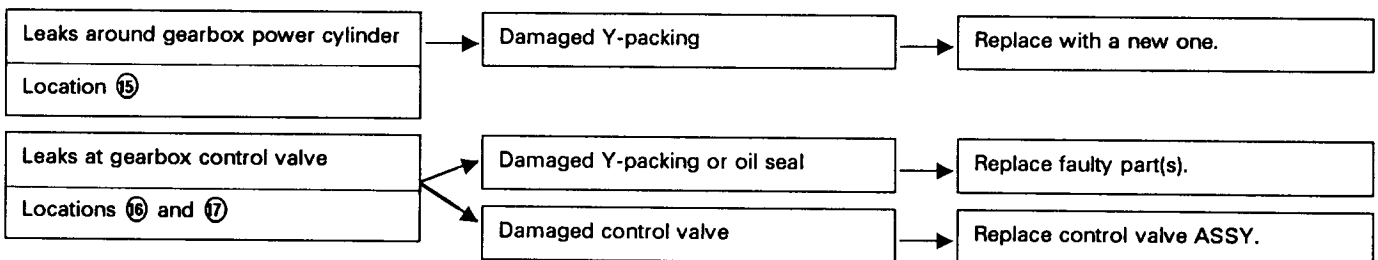 Leaks around gearbox power cylinder
Location ⑮
Damaged Y-packing
Replace with a new one.
Leaks at gearbox control valve
Locations ⑯ and ⑰
Damaged Y-packing or oil seal
Replace faulty part(s).
Damaged control valve
Replace control valve ASSY.